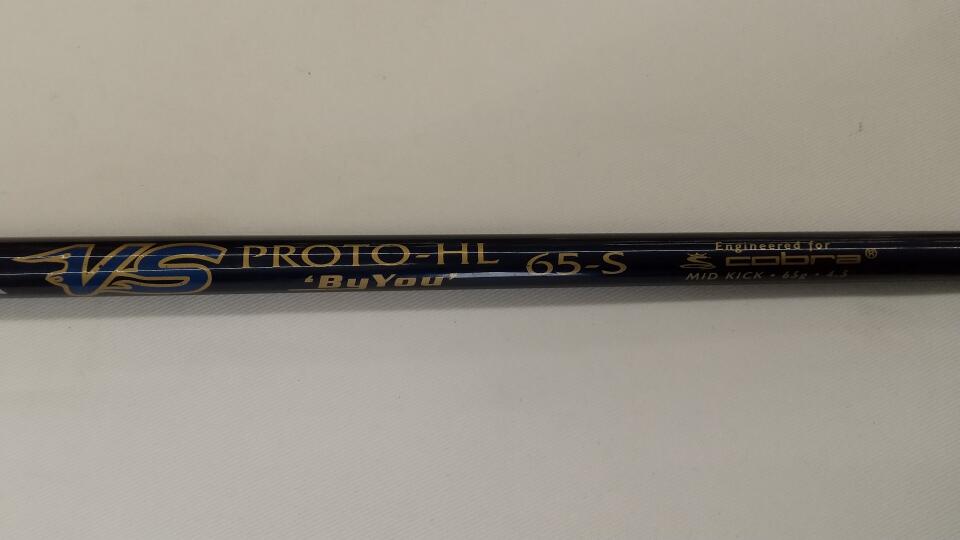 VS PROTO-HL
'ByYou'
65-S
Engineered for
cobra®
MID KICK • 65g • 4.5